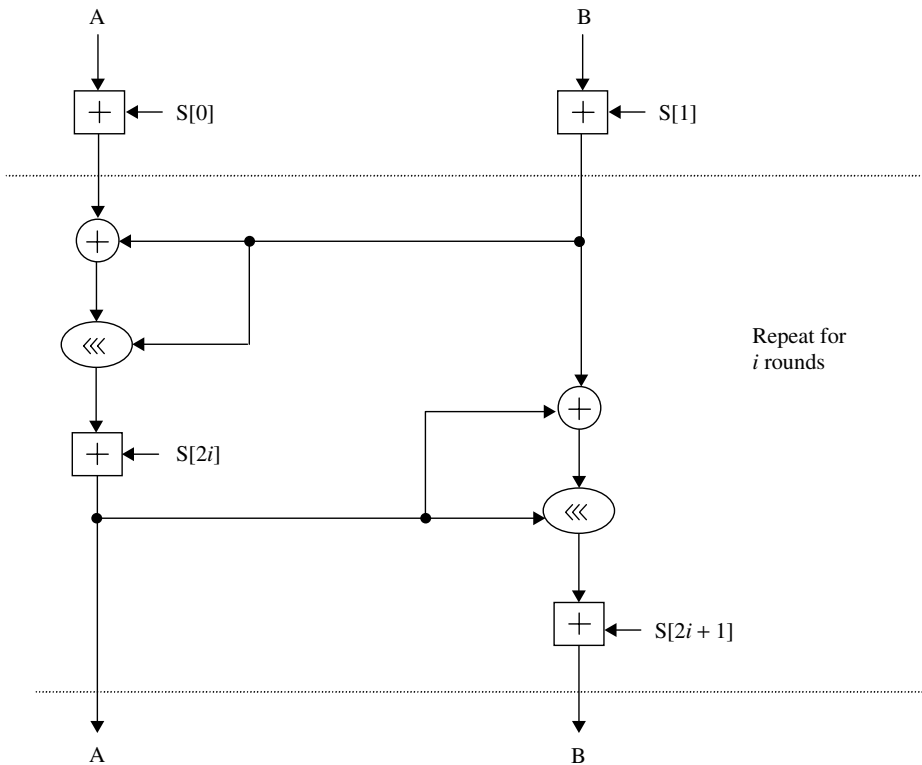 A
B
+
S[0]
+
S[1]
+
⋘
Repeat for
i rounds
+
+
S[2i]
⋘
+
S[2i + 1]
A
B